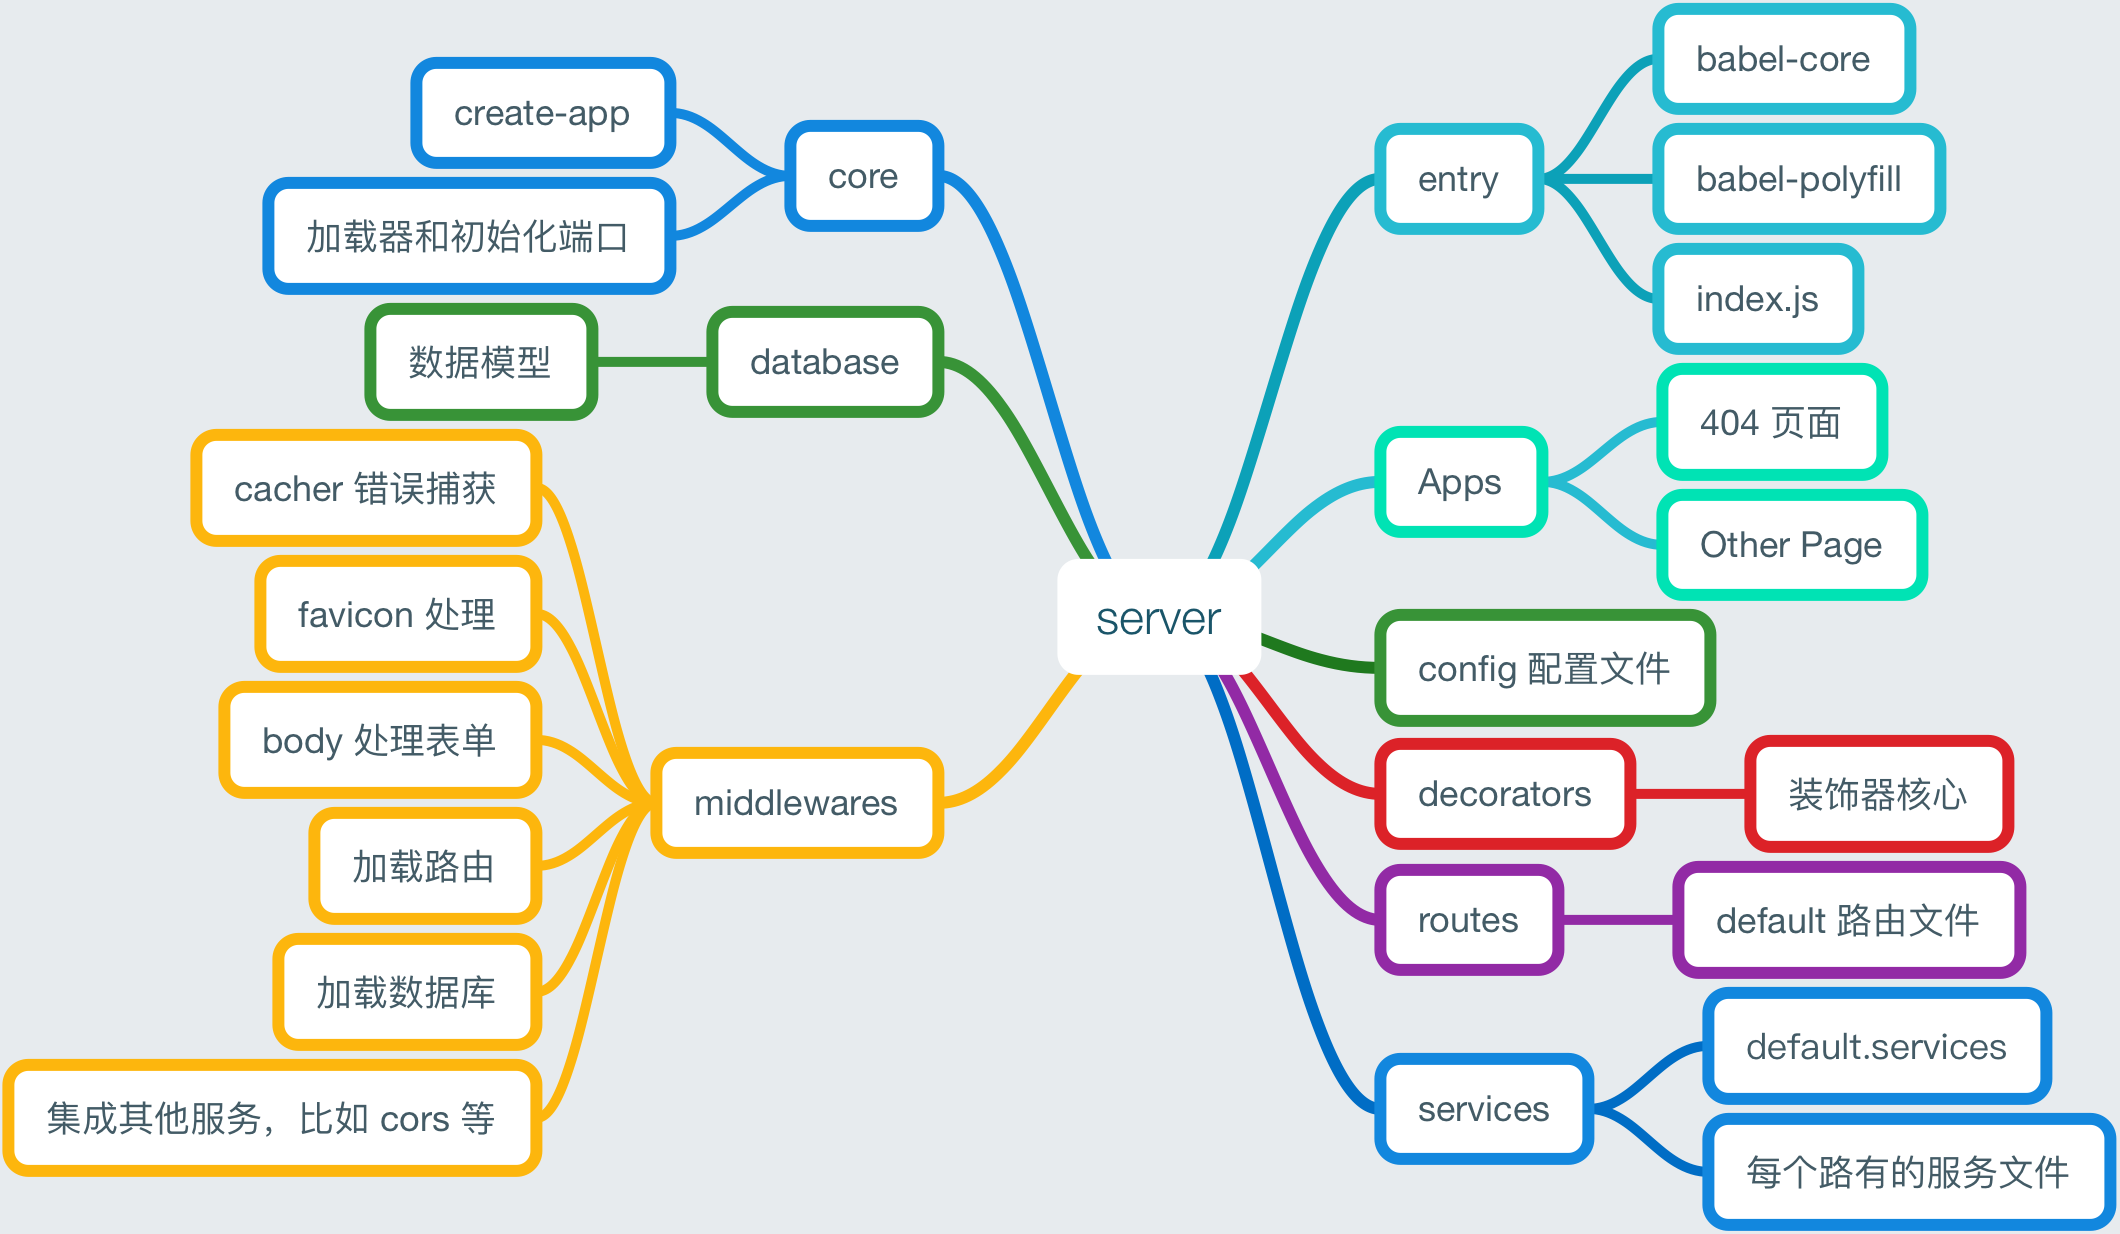 server
core
create-app
加载器和初始化端口
database
数据模型
middlewares
cacher 错误捕获
favicon 处理
body 处理表单
加载路由
加载数据库
集成其他服务，比如 cors 等
entry
babel-core
babel-polyfill
index.js
Apps
404 页面
Other Page
config 配置文件
decorators
装饰器核心
routes
default 路由文件
services
default.services
每个路有的服务文件